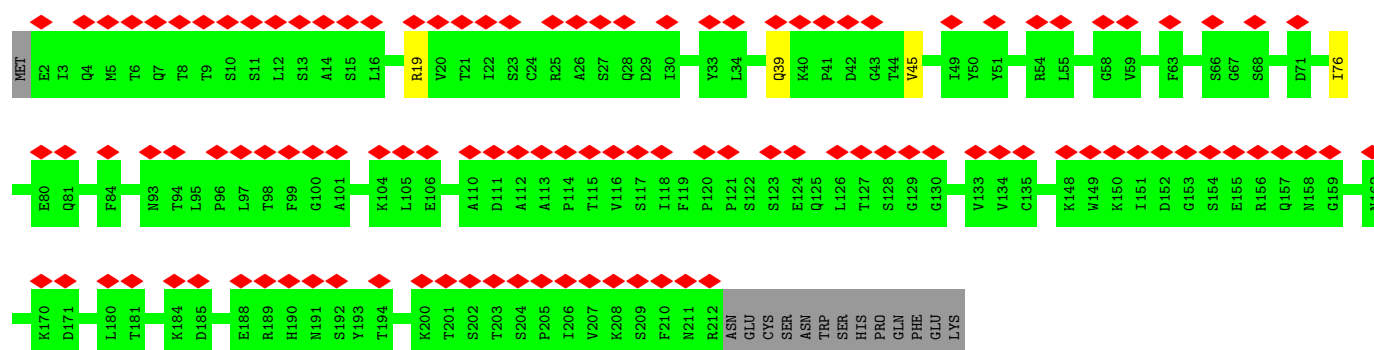 MET E2 I3 Q4 M5 T6 Q7 T8 T9 S10 S11 L12 S13 A14 S15 L16 R19 V20 T21 I22 S23 C24 R25 A26 S27 Q28 D29 I30 Y33 L34 Q39 K40 P41 D42 G43 T44 V45 I49 Y50 Y51 R54 L55 G58 V59 F63 S66 G67 S68 D71 I76
E80 Q81 F84 N93 T94 L95 P96 L97 T98 F99 G100 A101 K104 L105 E106 A110 D111 A112 A113 P114 T115 V116 S117 I118 F119 P120 P121 S122 S123 E124 Q125 L126 T127 S128 G129 G130 V133 V134 C135 K148 W149 K150 I151 D152 G153 S154 E155 R156 Q157 N158 G159
K170 D171 L180 T181 K184 D185 E188 R189 H190 N191 S192 Y193 T194 K200 T201 S202 T203 S204 P205 I206 V207 K208 S209 F210 N211 R212 ASN GLU CYS SER ASN TRP SER HIS PRO GLN PHE GLU LYS